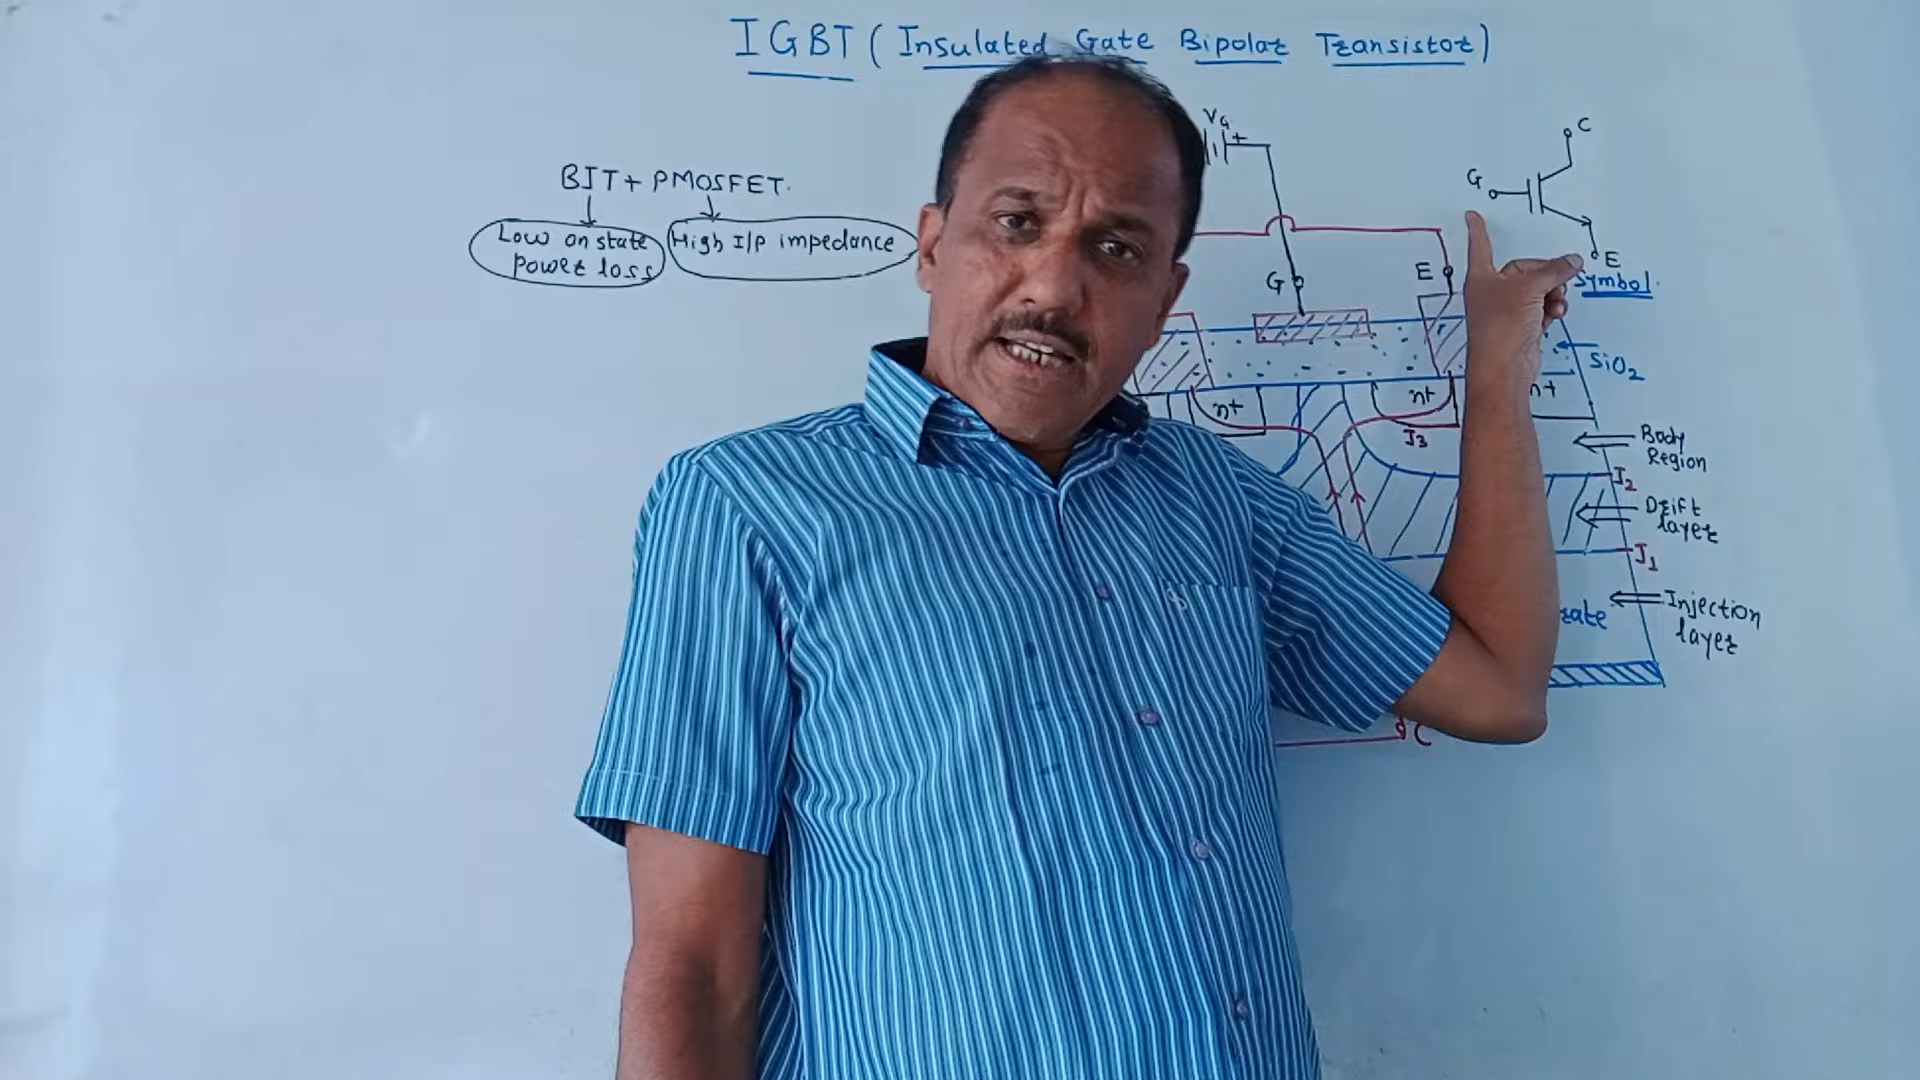 IGBT (Insulated Gate Bipolar Transistor)
BJT + PMOSFET.
Low on state
power loss
High I/P impedance
VG
+
G
E
C
G
E
Symbol.
SiO2
n+
n+
n+
J3
Body
Region
J2
Drift
layer
J1
Injection
layer
C